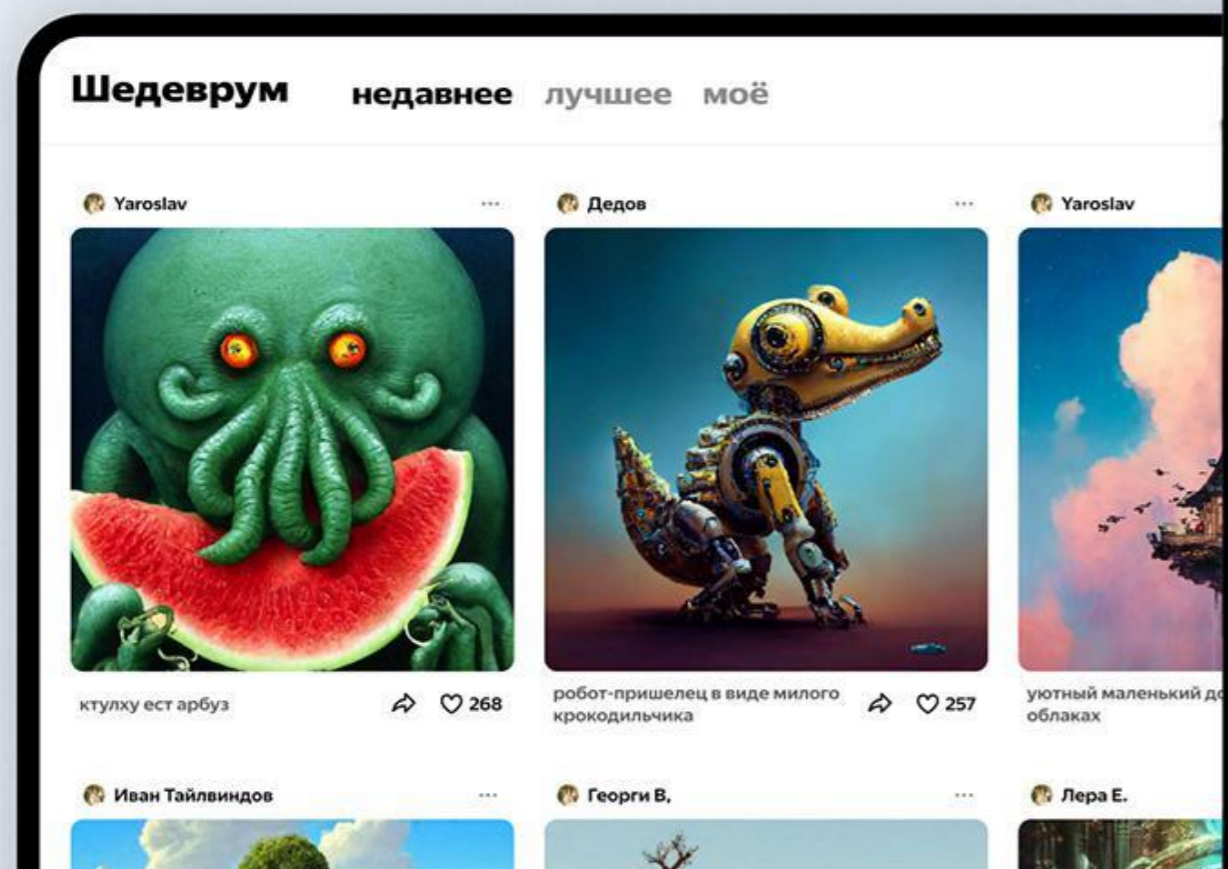 Шедеврум недавнее лучшее моё
Yaroslav
Дедов
Yaroslav
ктулху ест арбуз
268
робот-пришелец в виде милого
крокодильчика
257
уютный маленький
облаках
Иван Тайлвиндов
Георги В,
Лера Е.